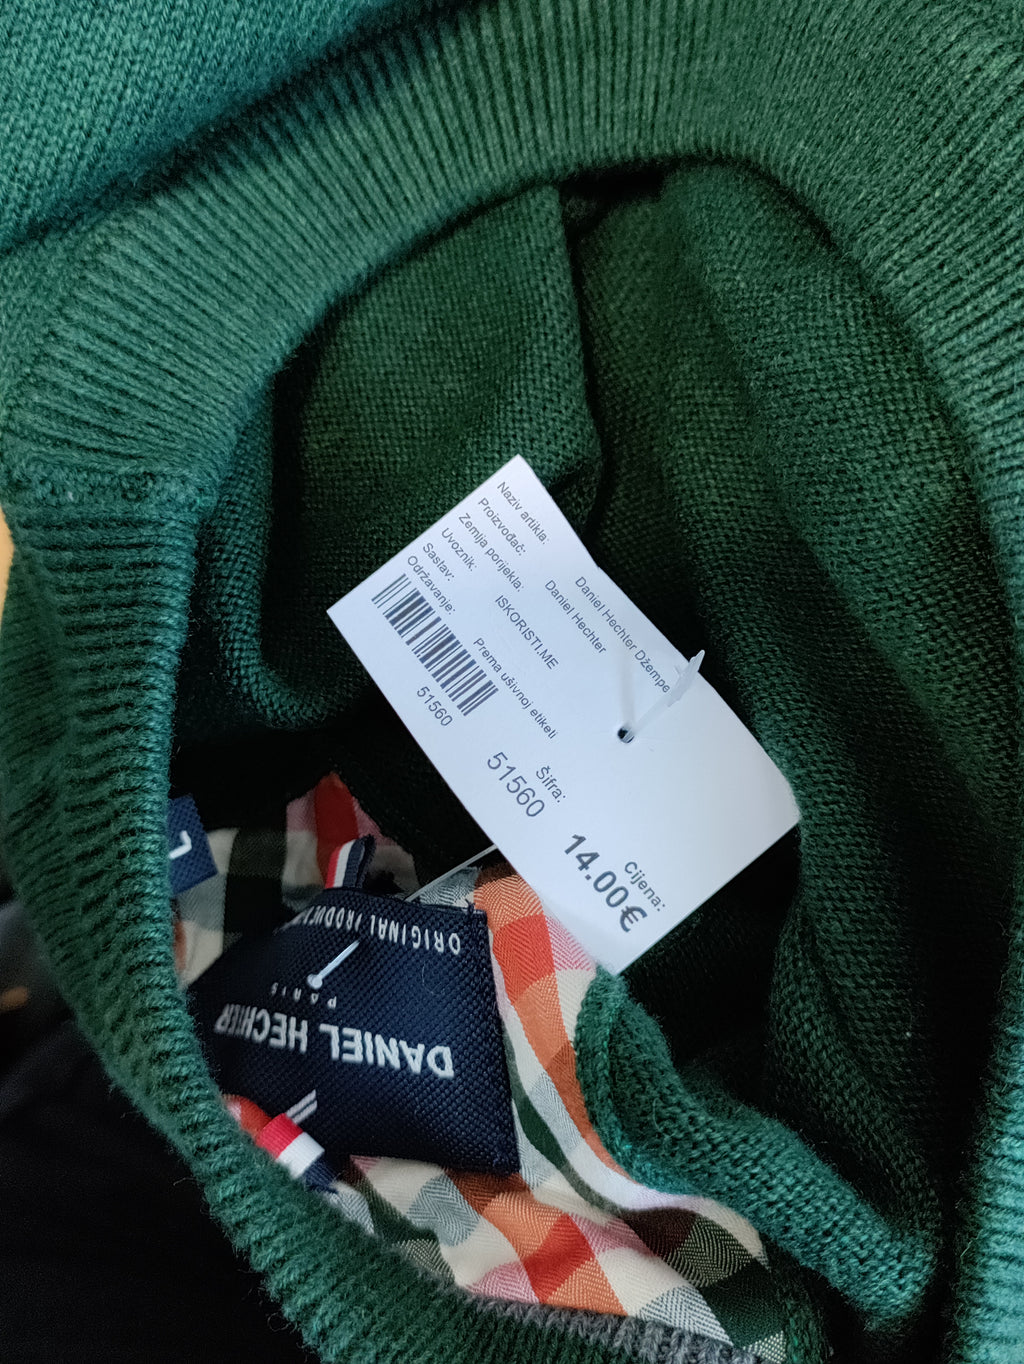 Naziv artikla:
Daniel Hechter Džempe
Proizvođač:
Daniel Hechter
Zemlja porijekla:
Uvoznik:
ISKORISTI.ME
Sastav:
Održavanje:
Prema ušivnoj etiketi
51560
Šifra:
51560
Cijena:
14.00€
L
ORIGINAL
DANIEL HECHTER
PARIS